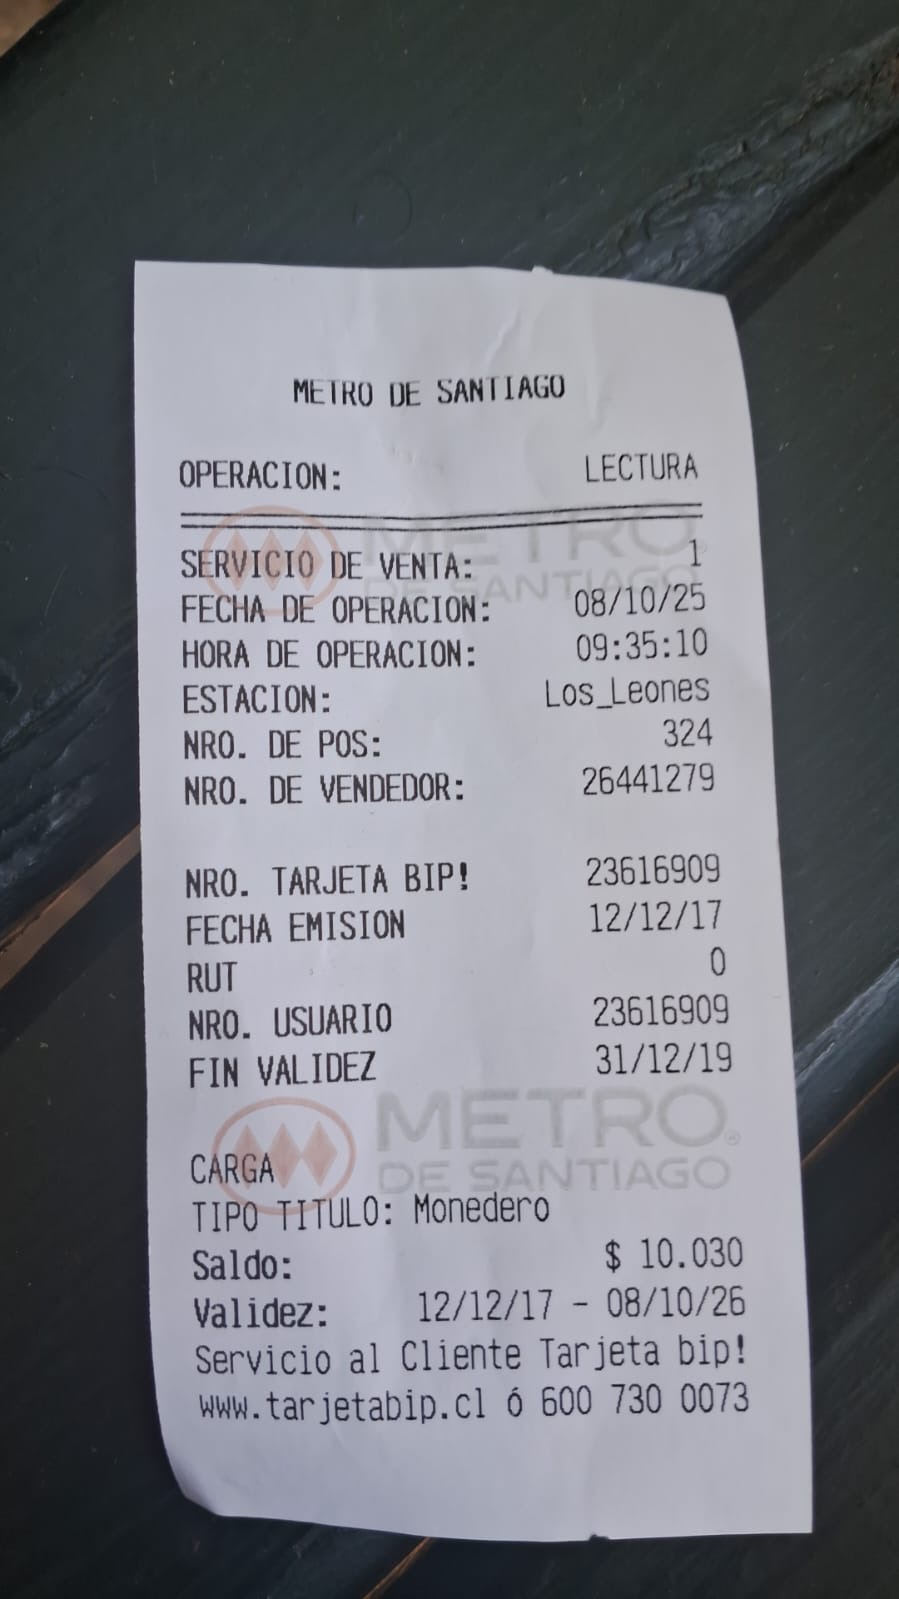 METRO DE SANTIAGO
OPERACION: LECTURA
METRO
DE SANTIAGO
SERVICIO DE VENTA: 1
FECHA DE OPERACION: 08/10/25
HORA DE OPERACION: 09:35:10
ESTACION: Los_Leones
NRO. DE POS: 324
NRO. DE VENDEDOR: 26441279
NRO. TARJETA BIP! 23616909
FECHA EMISION 12/12/17
RUT 0
NRO. USUARIO 23616909
FIN VALIDEZ 31/12/19
METRO
DE SANTIAGO
CARGA
TIPO TITULO: Monedero
Saldo: $ 10.030
Validez: 12/12/17 - 08/10/26
Servicio al Cliente Tarjeta bip!
www.tarjetabip.cl ó 600 730 0073